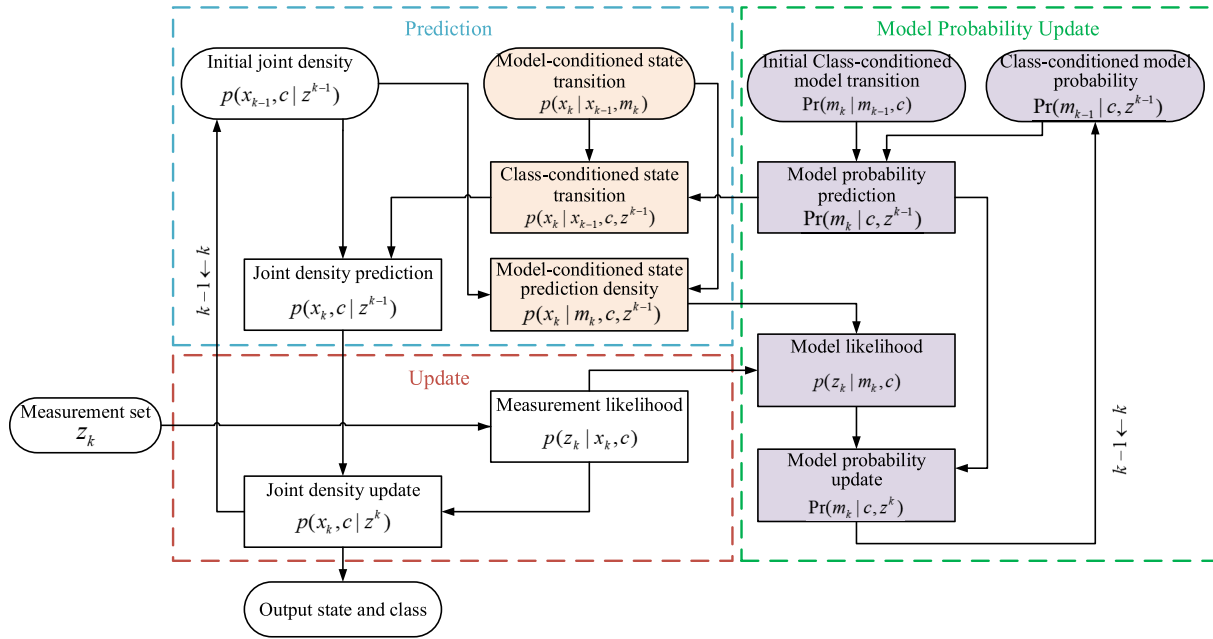 Prediction
Model Probability Update
Initial joint density
p(x_{k-1}, c | z^{k-1})
Model-conditioned state
transition
p(x_k | x_{k-1}, m_k)
Initial Class-conditioned
model transition
Pr(m_k | m_{k-1}, c)
Class-conditioned model
probability
Pr(m_{k-1} | c, z^{k-1})
Class-conditioned state
transition
p(x_k | x_{k-1}, c, z^{k-1})
Model probability
prediction
Pr(m_k | c, z^{k-1})
k−1 ← k
Joint density prediction
p(x_k, c | z^{k-1})
Model-conditioned state
prediction density
p(x_k | m_k, c, z^{k-1})
Model likelihood
p(z_k | m_k, c)
Update
Measurement set
z_k
Measurement likelihood
p(z_k | x_k, c)
k−1 ← k
Joint density update
p(x_k, c | z^k)
Model probability
update
Pr(m_k | c, z^k)
Output state and class